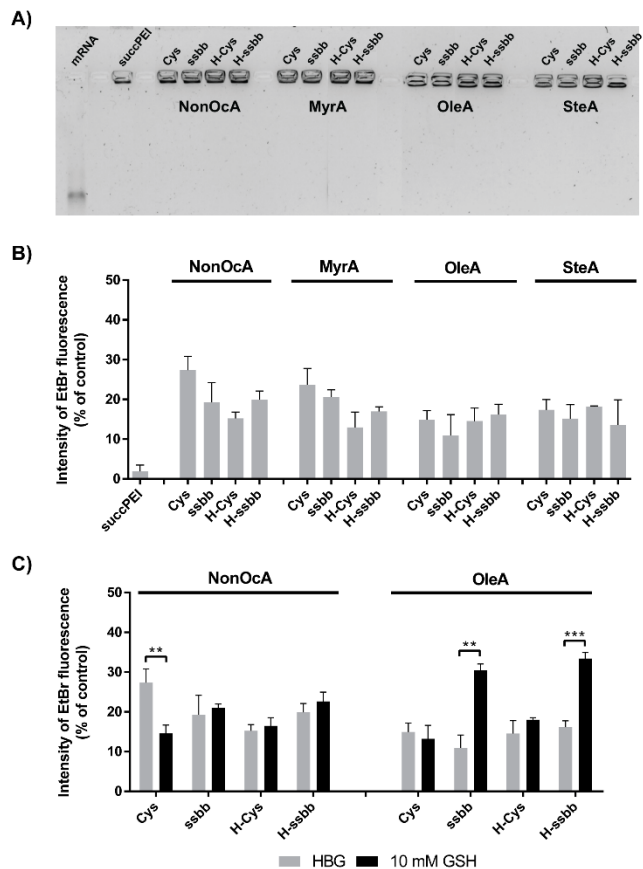 A)
mRNA
succPEI
Cys
ssbb
H-Cys
H-ssbb
Cys
ssbb
H-Cys
H-ssbb
Cys
ssbb
H-Cys
H-ssbb
Cys
ssbb
H-Cys
H-ssbb
NonOcA MyrA OleA SteA
B)
NonOcA MyrA OleA SteA
Intensity of EtBr fluorescence
(% of control)
50
40
30
20
10
0
succPEI
Cys
ssbb
H-Cys
H-ssbb
Cys
ssbb
H-Cys
H-ssbb
Cys
ssbb
H-Cys
H-ssbb
Cys
ssbb
H-Cys
H-ssbb
C)
NonOcA OleA
Intensity of EtBr fluorescence
(% of control)
50
40
30
20
10
0
**
**
***
Cys
ssbb
H-Cys
H-ssbb
Cys
ssbb
H-Cys
H-ssbb
HBG 10 mM GSH